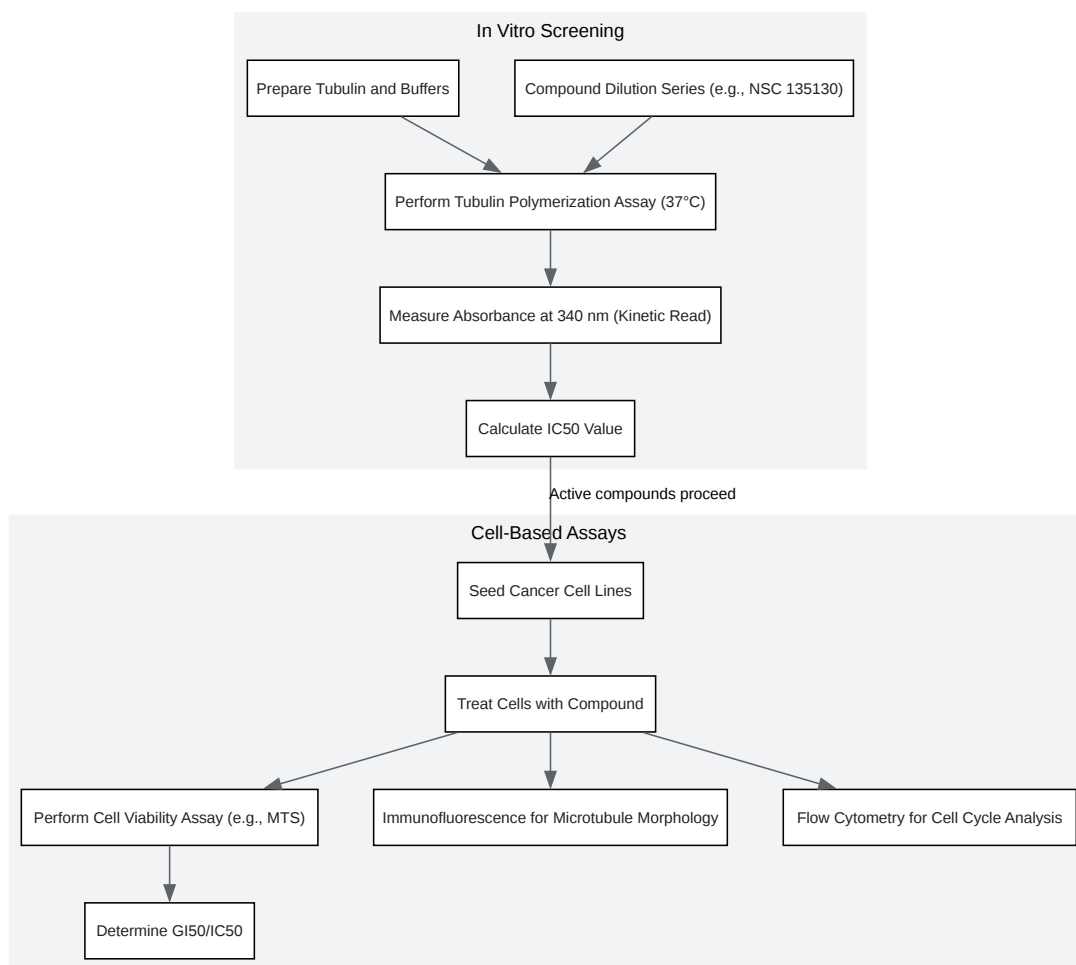 In Vitro Screening
Prepare Tubulin and Buffers
Compound Dilution Series (e.g., NSC 135130)
Perform Tubulin Polymerization Assay (37°C)
Measure Absorbance at 340 nm (Kinetic Read)
Calculate IC50 Value
Active compounds proceed
Cell-Based Assays
Seed Cancer Cell Lines
Treat Cells with Compound
Perform Cell Viability Assay (e.g., MTS)
Immunofluorescence for Microtubule Morphology
Flow Cytometry for Cell Cycle Analysis
Determine GI50/IC50